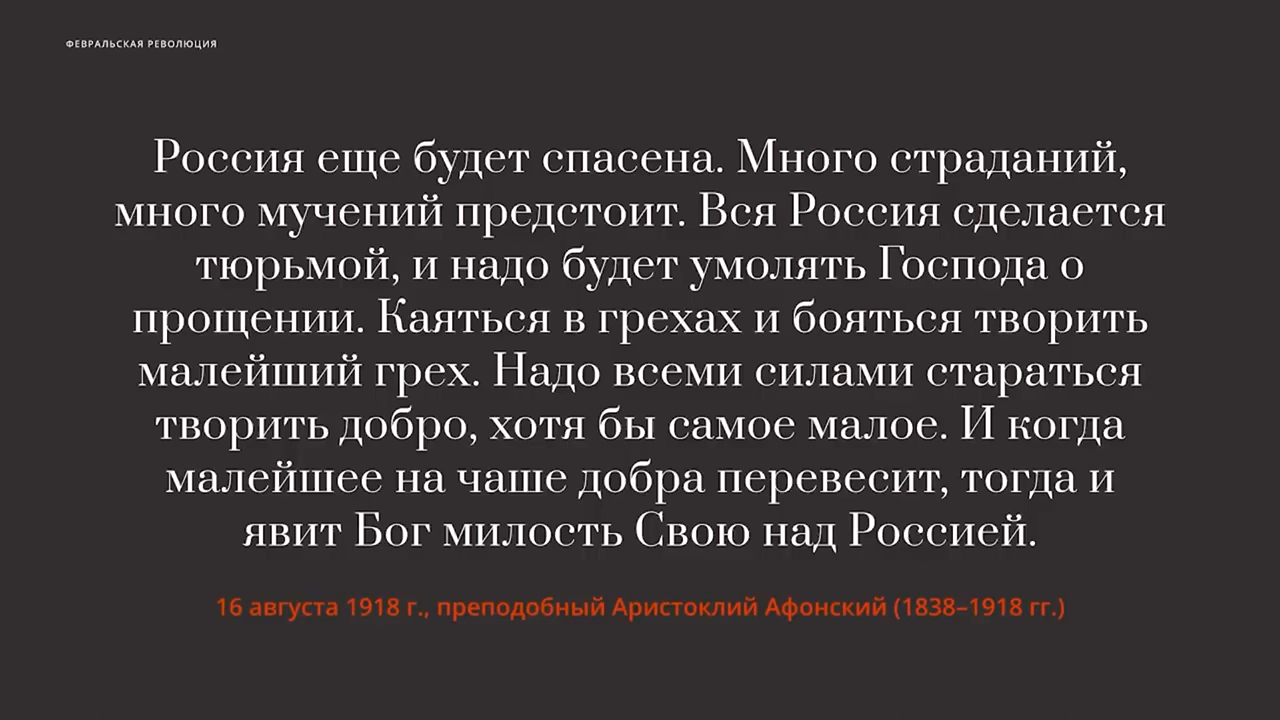 ФЕВРАЛЬСКАЯ РЕВОЛЮЦИЯ
Россия еще будет спасена. Много страданий,
много мучений предстоит. Вся Россия сделается
тюрьмой, и надо будет умолять Господа о
прощении. Каяться в грехах и бояться творить
малейший грех. Надо всеми силами стараться
творить добро, хотя бы самое малое. И когда
малейшее на чаше добра перевесит, тогда и
явит Бог милость Свою над Россией.
16 августа 1918 г., преподобный Аристоклий Афонский (1838–1918 гг.)